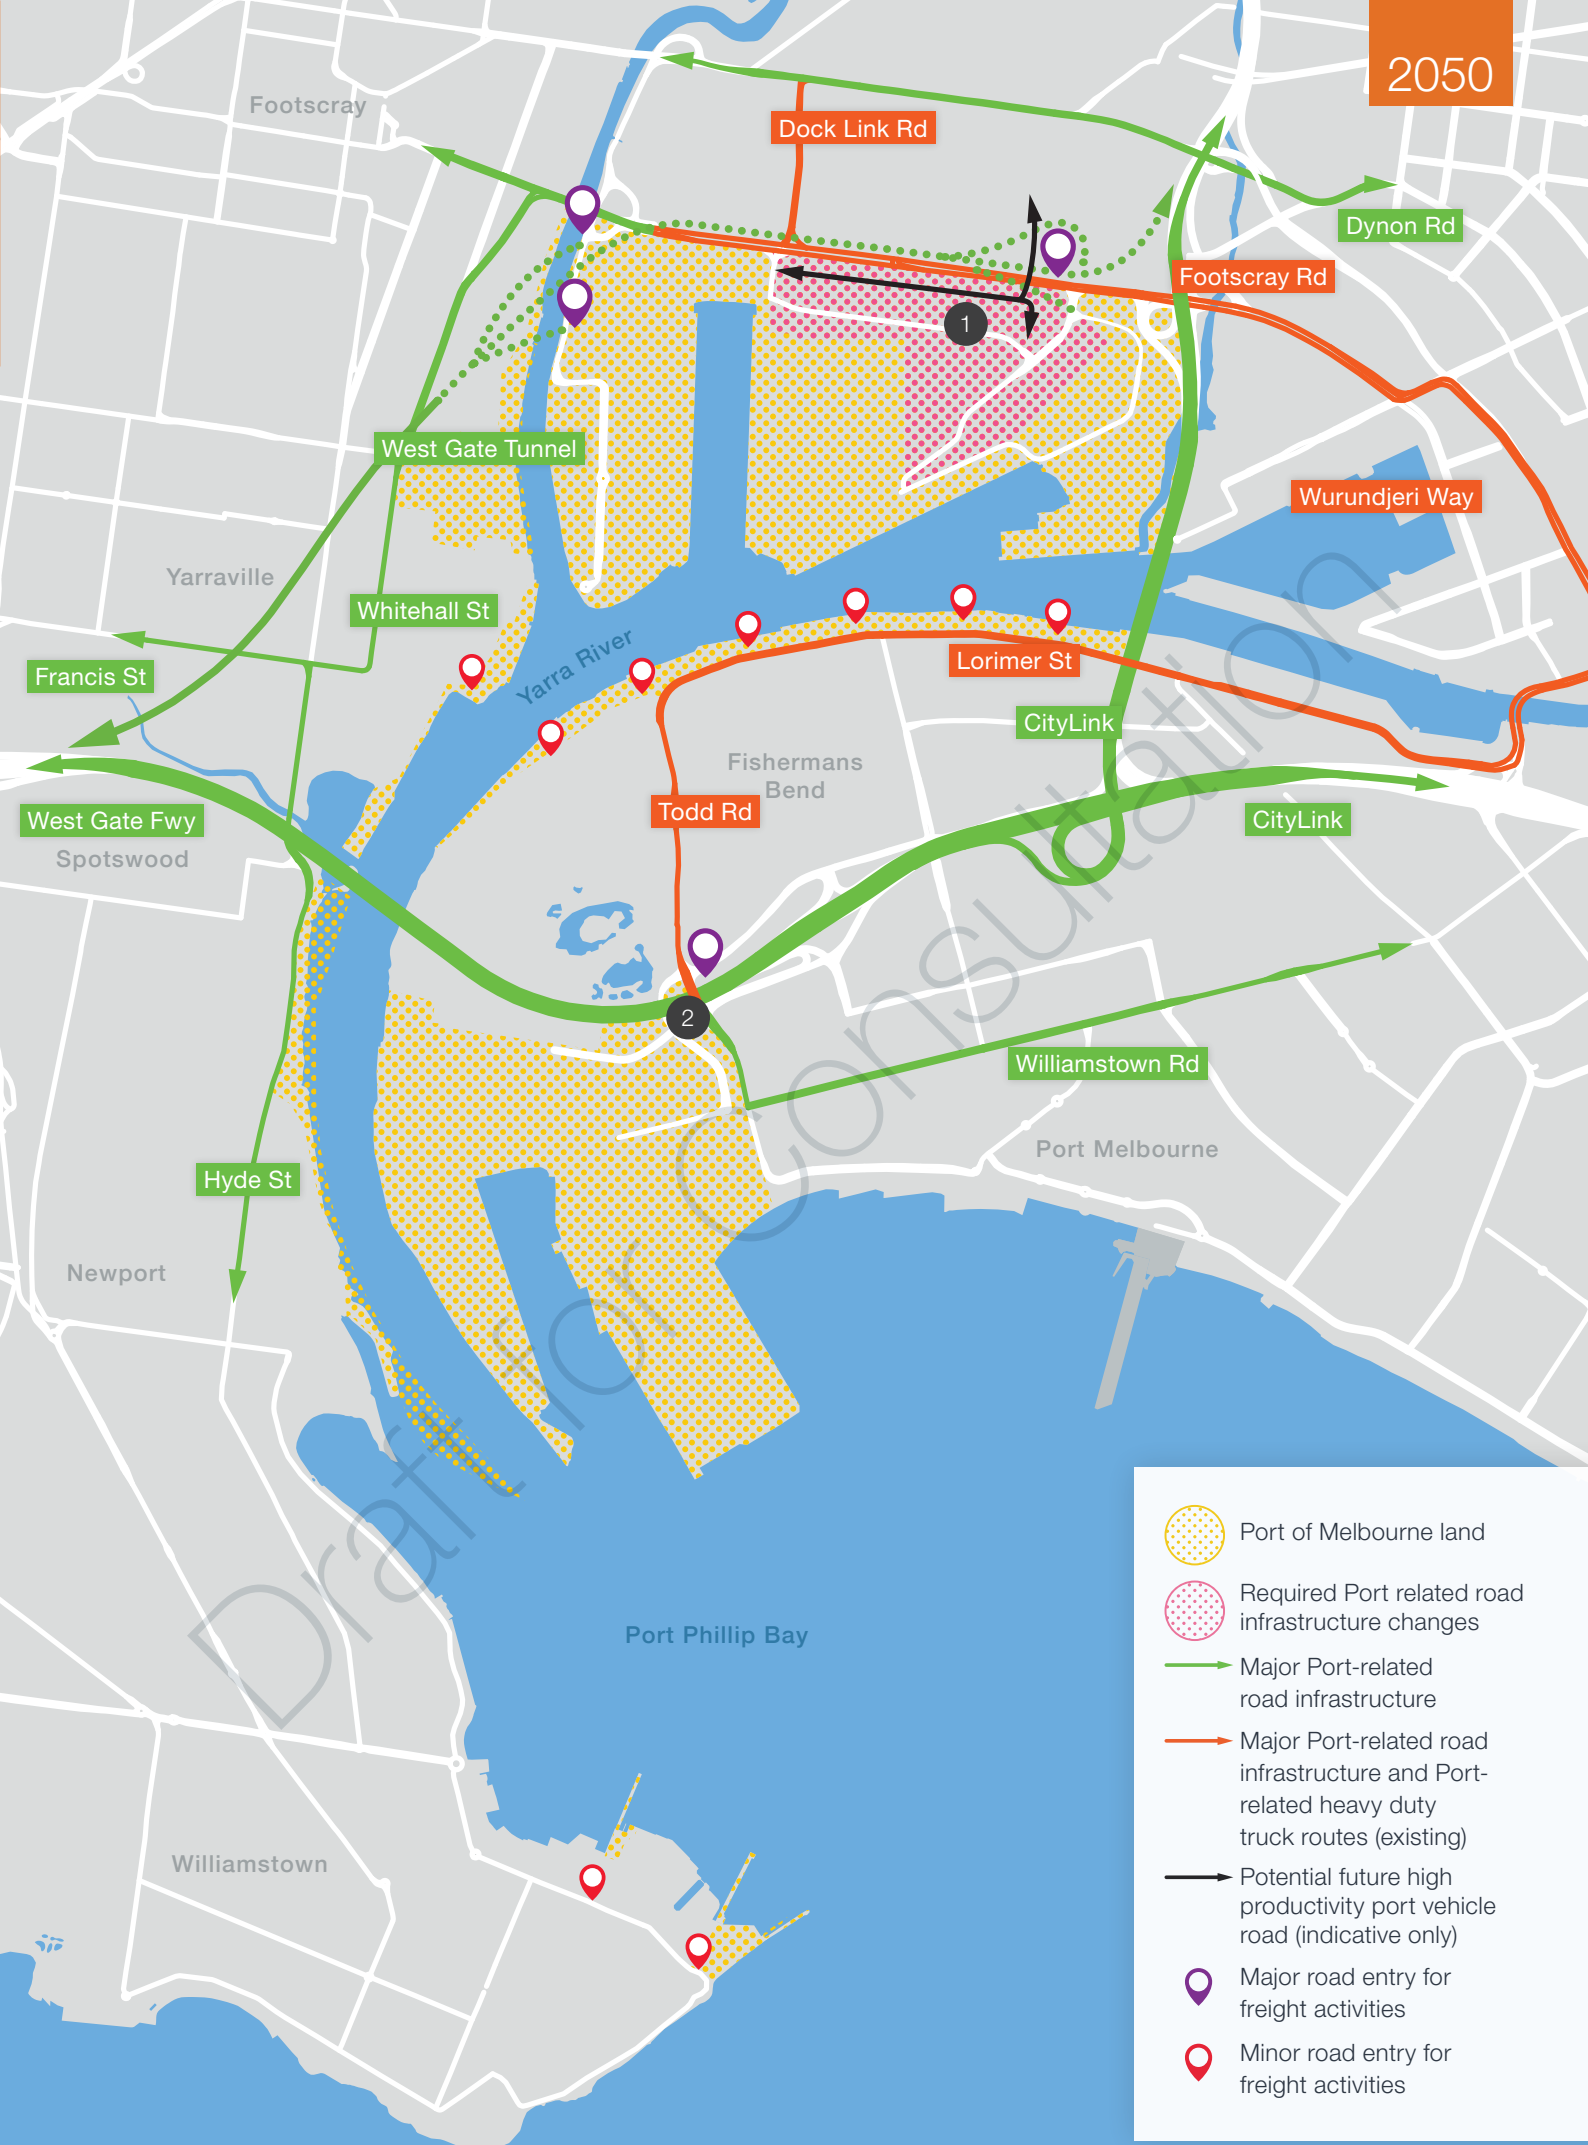 2050
Footscray
Dock Link Rd
Dynon Rd
Footscray Rd
1
West Gate Tunnel
Wurundjeri Way
Yarraville
Whitehall St
Yarra River
Lorimer St
Francis St
CityLink
Fishermans
Bend
Todd Rd
West Gate Fwy
CityLink
Spotswood
2
Williamstown Rd
Port Melbourne
Hyde St
Newport
Draft for Consultation
Port Phillip Bay
Williamstown
Port of Melbourne land
Required Port related road
infrastructure changes
Major Port-related
road infrastructure
Major Port-related road
infrastructure and Port-
related heavy duty
truck routes (existing)
Potential future high
productivity port vehicle
road (indicative only)
Major road entry for
freight activities
Minor road entry for
freight activities